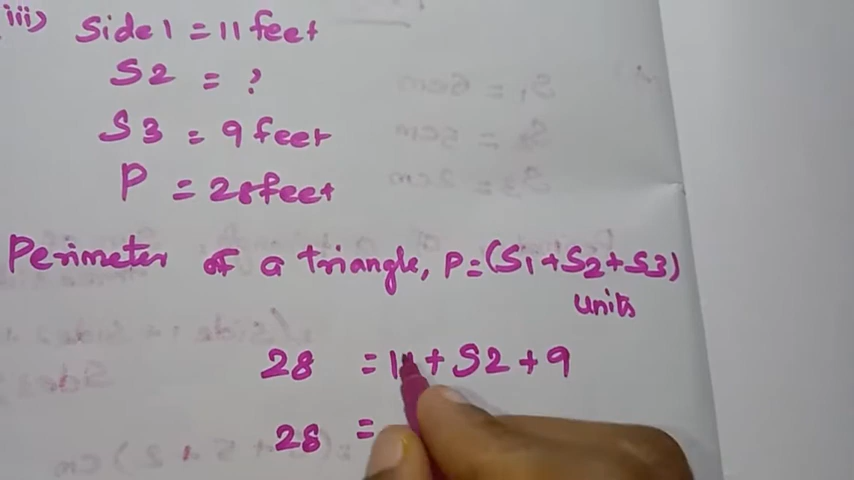 iii) Side 1 = 11 feet
S2 = ?
S3 = 9 feet
P = 28 feet
Perimeter of a triangle, P = (S1 + S2 + S3)
units
28 = 11 + S2 + 9
28 =